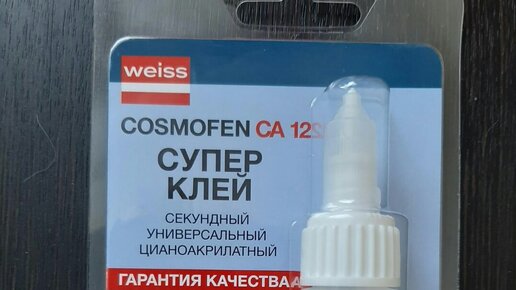 weiss
COSMOFEN CA 12
СУПЕР
КЛЕЙ
СЕКУНДНЫЙ
УНИВЕРСАЛЬНЫЙ
ЦИАНОАКРИЛАТНЫЙ
ГАРАНТИЯ КАЧЕСТВА